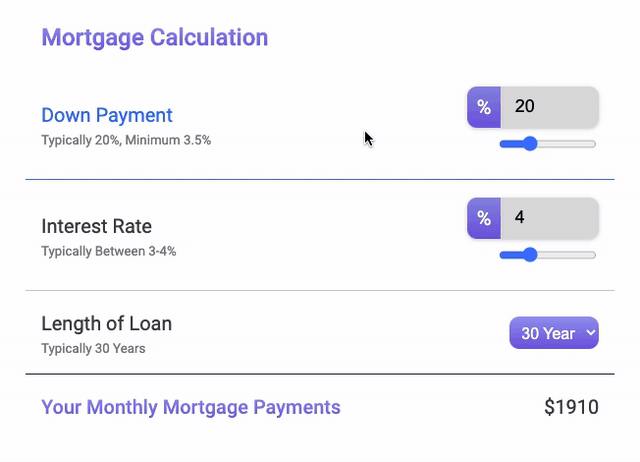 Mortgage Calculation
Down Payment
Typically 20%, Minimum 3.5%
% 20
Interest Rate
Typically Between 3-4%
% 4
Length of Loan
Typically 30 Years
30 Year
Your Monthly Mortgage Payments
$1910